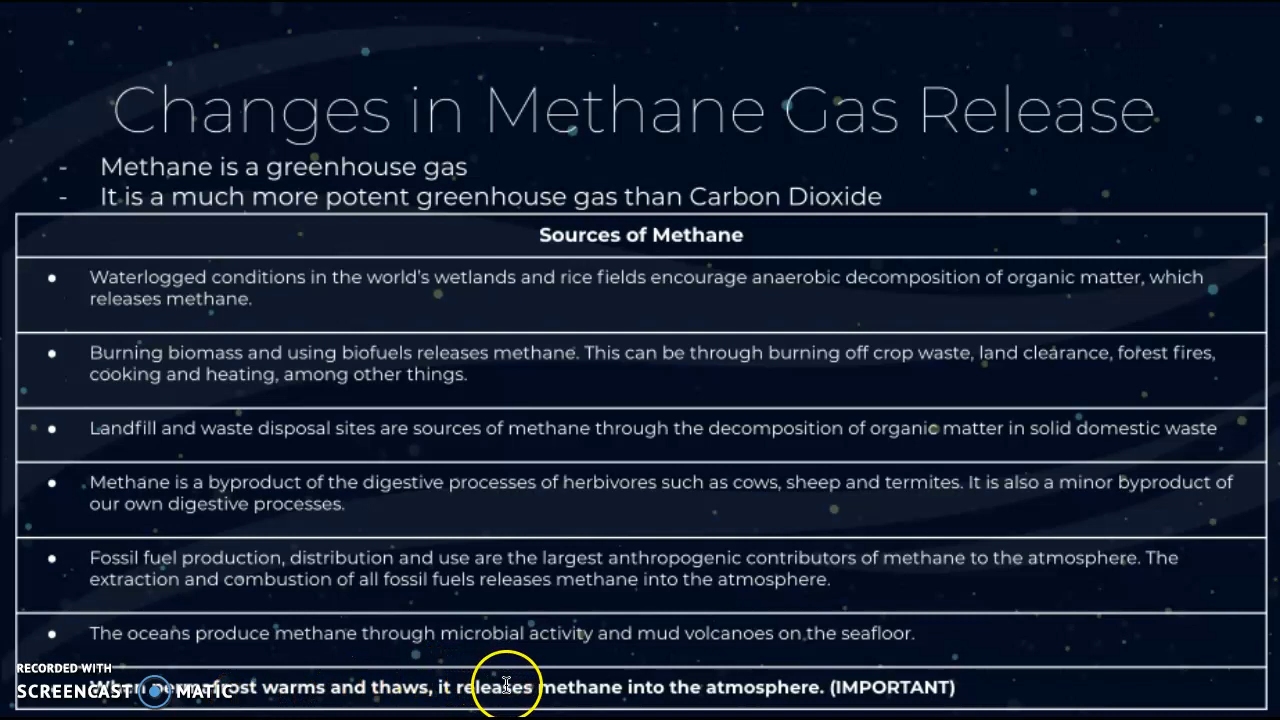 Changes in Methane Gas Release
- Methane is a greenhouse gas
- It is a much more potent greenhouse gas than Carbon Dioxide
Sources of Methane
● Waterlogged conditions in the world's wetlands and rice fields encourage anaerobic decomposition of organic matter, which
releases methane.
● Burning biomass and using biofuels releases methane. This can be through burning off crop waste, land clearance, forest fires,
cooking and heating, among other things.
● Landfill and waste disposal sites are sources of methane through the decomposition of organic matter in solid domestic waste
● Methane is a byproduct of the digestive processes of herbivores such as cows, sheep and termites. It is also a minor byproduct of
our own digestive processes.
● Fossil fuel production, distribution and use are the largest anthropogenic contributors of methane to the atmosphere. The
extraction and combustion of all fossil fuels releases methane into the atmosphere.
● The oceans produce methane through microbial activity and mud volcanoes on the seafloor.
When permafrost warms and thaws, it releases methane into the atmosphere. (IMPORTANT)
RECORDED WITH
SCREENCAST MATIC